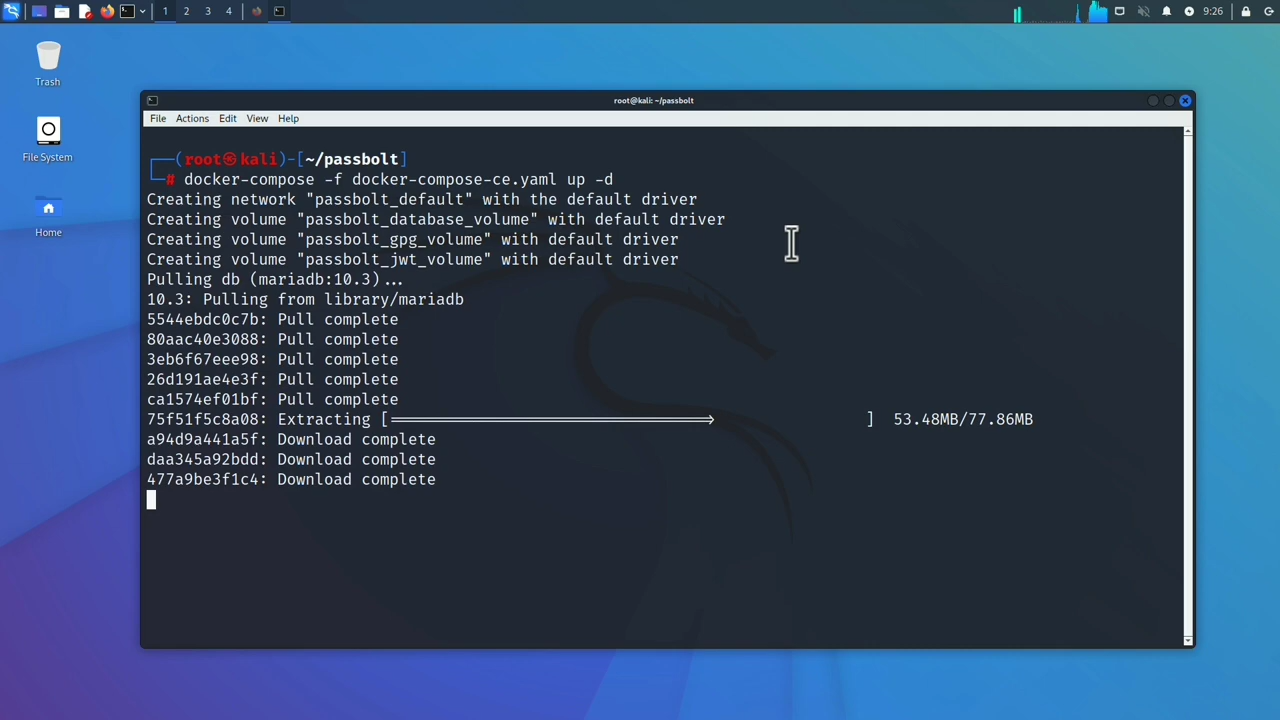 1 2 3 4
9:26
Trash
File System
Home
root@kali: ~/passbolt
File Actions Edit View Help
┌──(root㉿kali)-[~/passbolt]
└─# docker-compose -f docker-compose-ce.yaml up -d
Creating network "passbolt_default" with the default driver
Creating volume "passbolt_database_volume" with default driver
Creating volume "passbolt_gpg_volume" with default driver
Creating volume "passbolt_jwt_volume" with default driver
Pulling db (mariadb:10.3)...
10.3: Pulling from library/mariadb
5544ebdc0c7b: Pull complete
80aac40e3088: Pull complete
3eb6f67eee98: Pull complete
26d191ae4e3f: Pull complete
ca1574ef01bf: Pull complete
75f51f5c8a08: Extracting [==================================>                ] 53.48MB/77.86MB
a94d9a441a5f: Download complete
daa345a92bdd: Download complete
477a9be3f1c4: Download complete